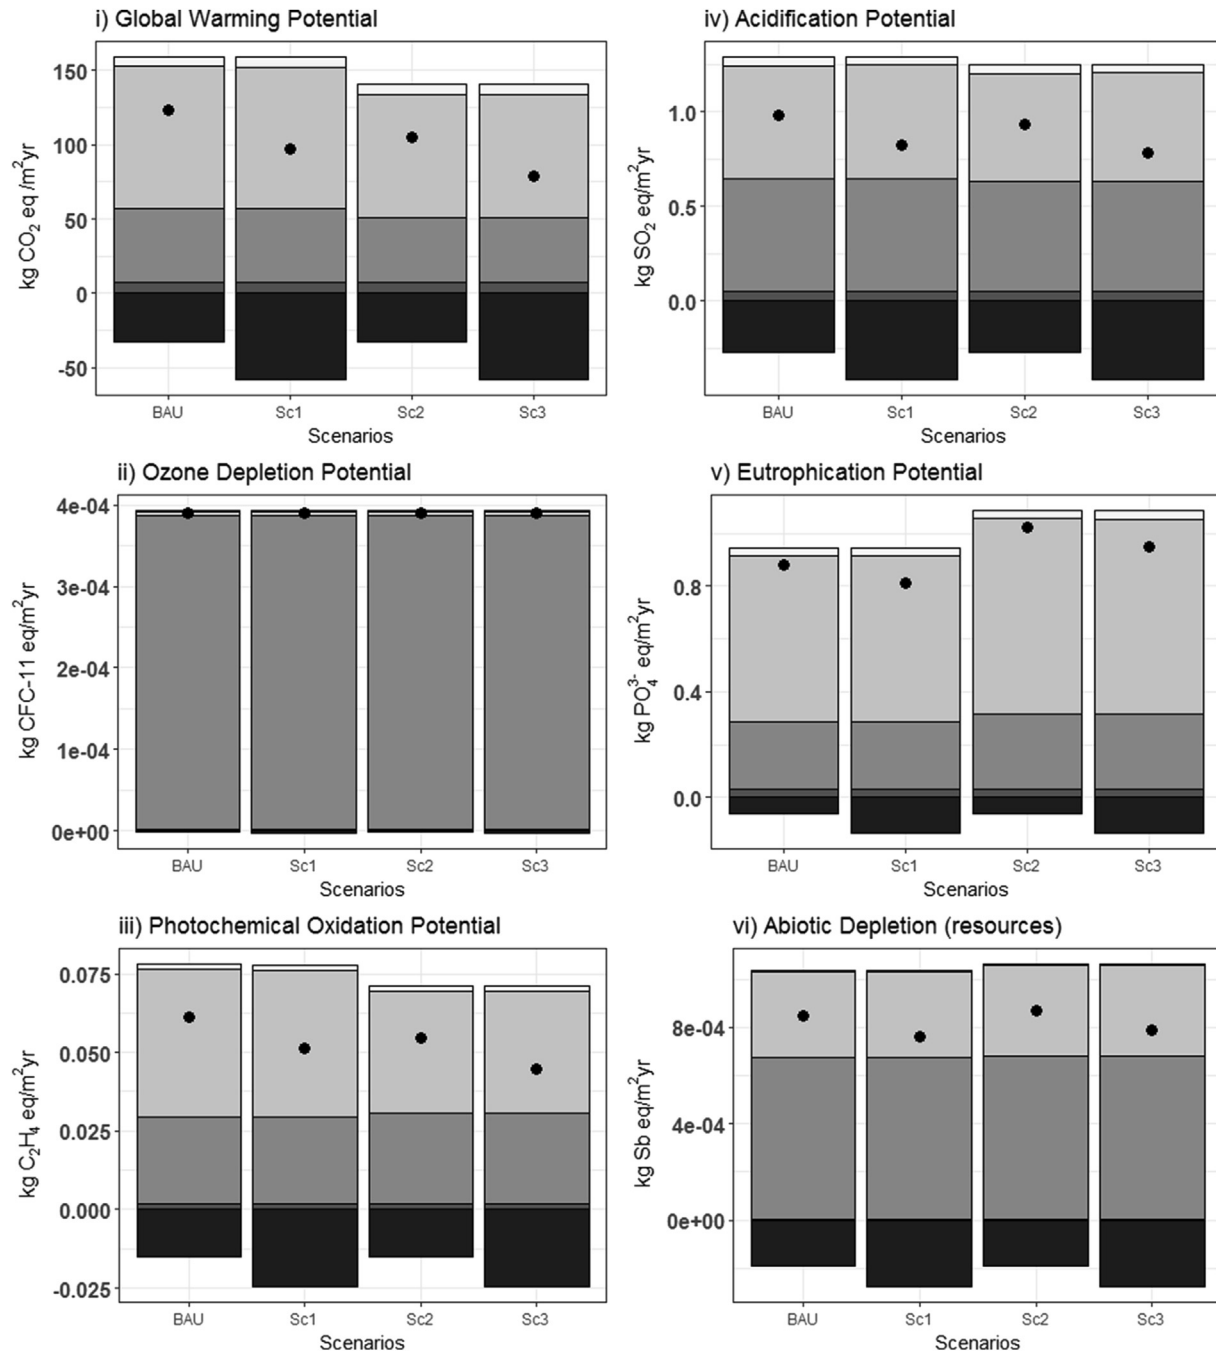 i) Global Warming Potential
kg CO₂ eq /m²yr
150
100
50
0
-50
BAU Sc1 Sc2 Sc3
Scenarios
iv) Acidification Potential
kg SO₂ eq/m²yr
1.0
0.5
0.0
BAU Sc1 Sc2 Sc3
Scenarios
ii) Ozone Depletion Potential
kg CFC-11 eq/m²yr
4e-04
3e-04
2e-04
1e-04
0e+00
BAU Sc1 Sc2 Sc3
Scenarios
v) Eutrophication Potential
kg PO₄³⁻ eq/m²yr
0.8
0.4
0.0
BAU Sc1 Sc2 Sc3
Scenarios
iii) Photochemical Oxidation Potential
kg C₂H₄ eq/m²yr
0.075
0.050
0.025
0.000
-0.025
BAU Sc1 Sc2 Sc3
Scenarios
vi) Abiotic Depletion (resources)
kg Sb eq/m²yr
8e-04
4e-04
0e+00
BAU Sc1 Sc2 Sc3
Scenarios